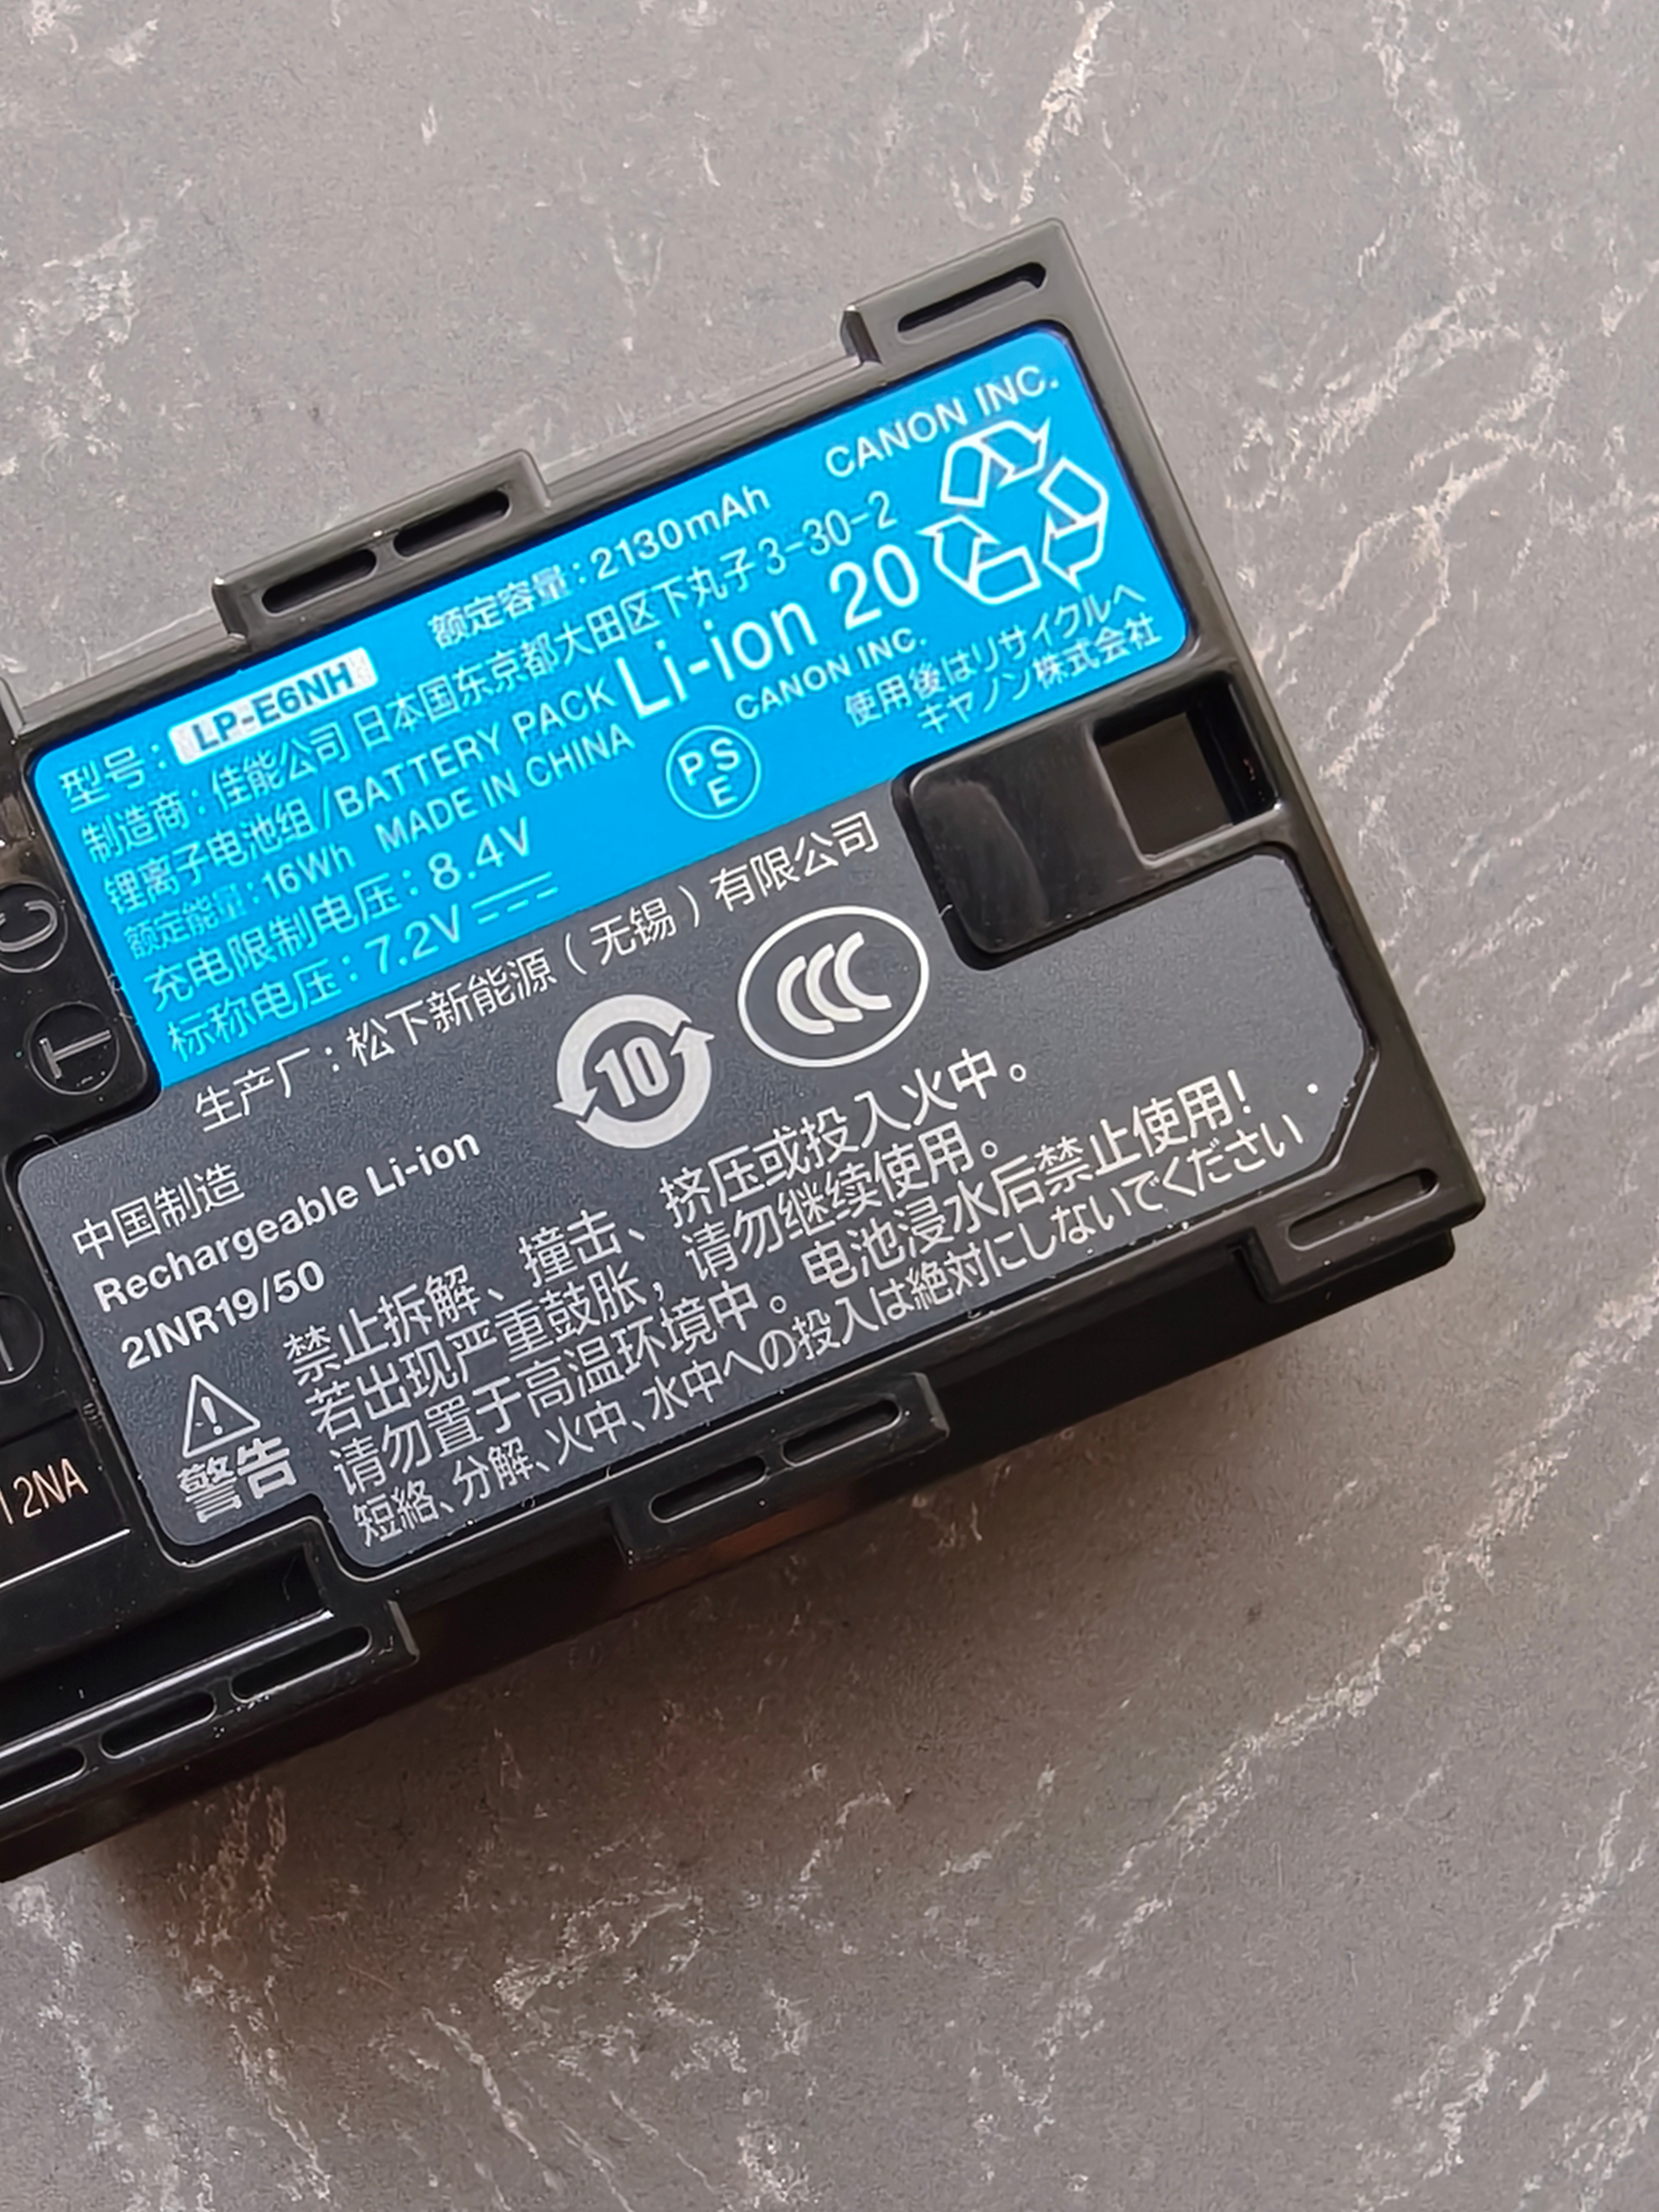 型号：LP-E6NH 额定容量：2130mAh CANON INC.
制造商：佳能公司 日本国东京都大田区下丸子3-30-2
锂离子电池组/BATTERY PACK Li-ion 20
额定能量：16Wh MADE IN CHINA PSE CANON INC.
使用後はリサイクルへ
キヤノン株式会社
充电限制电压：8.4V
标称电压：7.2V
生产厂：松下新能源（无锡）有限公司
10 CCC
中国制造
Rechargeable Li-ion
2INR19/50
警告
禁止拆解、撞击、挤压或投入火中。
若出现严重鼓胀，请勿继续使用。
请勿置于高温环境中。电池浸水后禁止使用！
短絡、分解、火中、水中への投入は絶対にしないでください
C
T
2NA